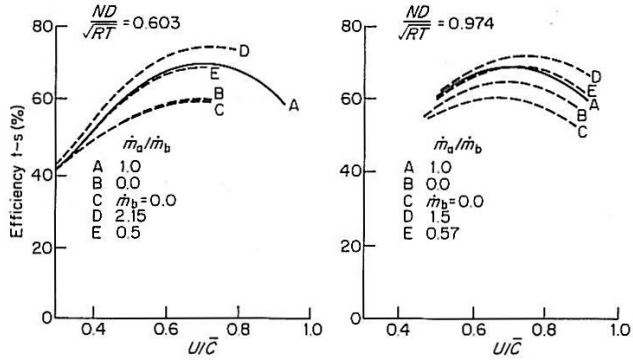 ND/√RT = 0.603
80
60
40
20
0
Efficiency t-s (%)
D
E
B
C
A
ṁa/ṁb
A 1.0
B 0.0
C ṁb=0.0
D 2.15
E 0.5
0.4 0.6 0.8 1.0
U/C̄
ND/√RT = 0.974
80
60
40
20
0
D
E
A
B
C
ṁa/ṁb
A 1.0
B 0.0
C ṁb=0.0
D 1.5
E 0.57
0.4 0.6 0.8 1.0
U/C̄